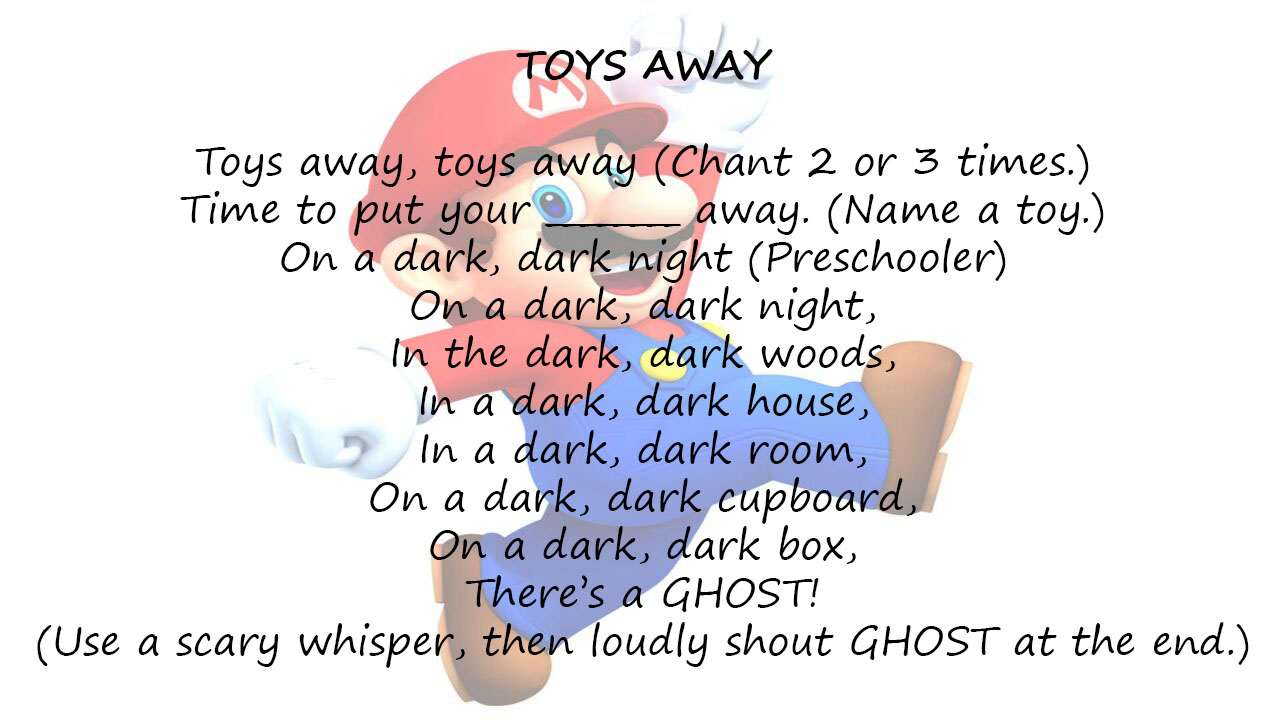 TOYS AWAY
Toys away, toys away (Chant 2 or 3 times.)
Time to put your _______ away. (Name a toy.)
On a dark, dark night (Preschooler)
On a dark, dark night,
In the dark, dark woods,
In a dark, dark house,
In a dark, dark room,
On a dark, dark cupboard,
On a dark, dark box,
There’s a GHOST!
(Use a scary whisper, then loudly shout GHOST at the end.)
M